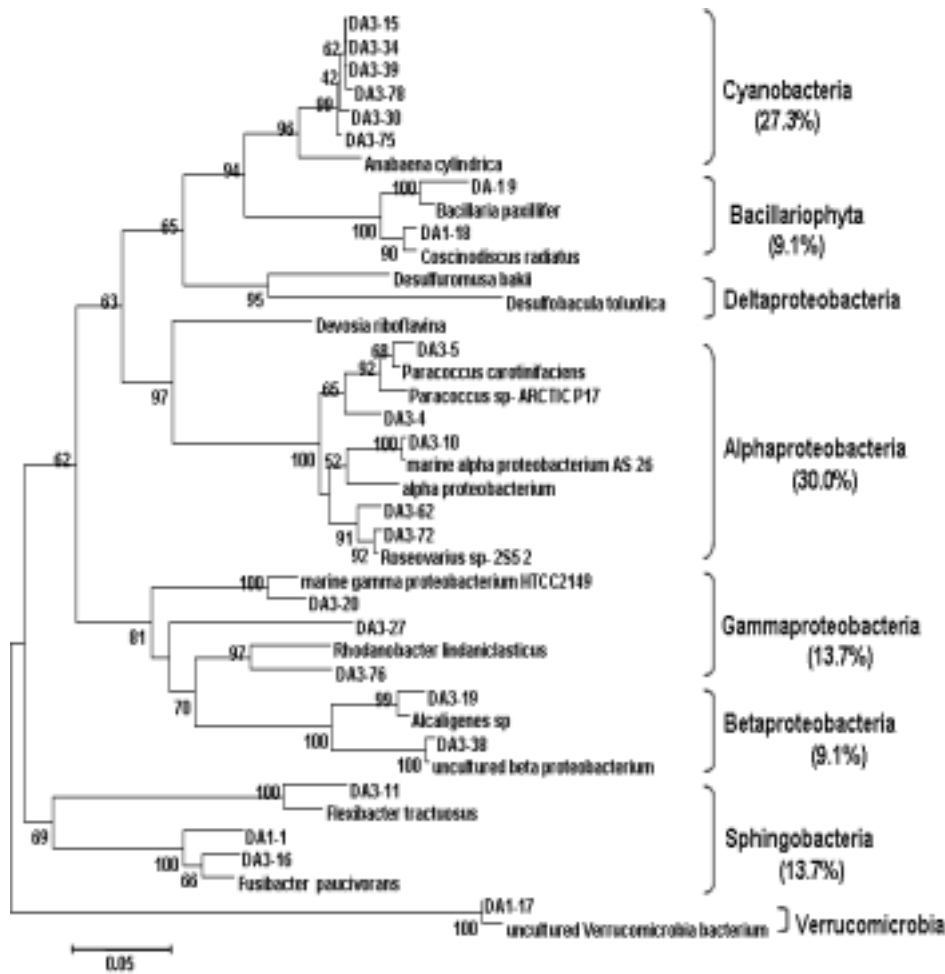 DA3-15
DA3-34
62
DA3-39
42
DA3-78
99
DA3-30
96
DA3-75
Anabaena cylindrica
Cyanobacteria
(27.3%)
94
100
DA-1 9
Bacillaria paxillifer
100
DA1-18
90
Coscinodiscus radiatus
Bacillariophyta
(9.1%)
65
Desulfuromusa bakii
95
Desulfobacula toluolica
Deltaproteobacteria
63
Devosia riboflavina
97
68
DA3-5
92
Paracoccus carotinifaciens
65
Paracoccus sp- ARCTIC P17
DA3-4
100
100
DA3-10
52
marine alpha proteobacterium AS 26
alpha proteobacterium
DA3-62
91
DA3-72
92
Roseovarius sp- 2S5 2
Alphaproteobacteria
(30.0%)
62
100
marine gamma proteobacterium HTCC2149
DA3-20
81
DA3-27
97
Rhodanobacter lindaniclasticus
DA3-76
Gammaproteobacteria
(13.7%)
70
99
DA3-19
Alcaligenes sp
100
DA3-38
100
uncultured beta proteobacterium
Betaproteobacteria
(9.1%)
100
DA3-11
Flexibacter tractuosus
69
DA1-1
100
DA3-16
66
Fusibacter paucivorans
Sphingobacteria
(13.7%)
DA1-17
100
uncultured Verrucomicrobia bacterium
Verrucomicrobia
0.05